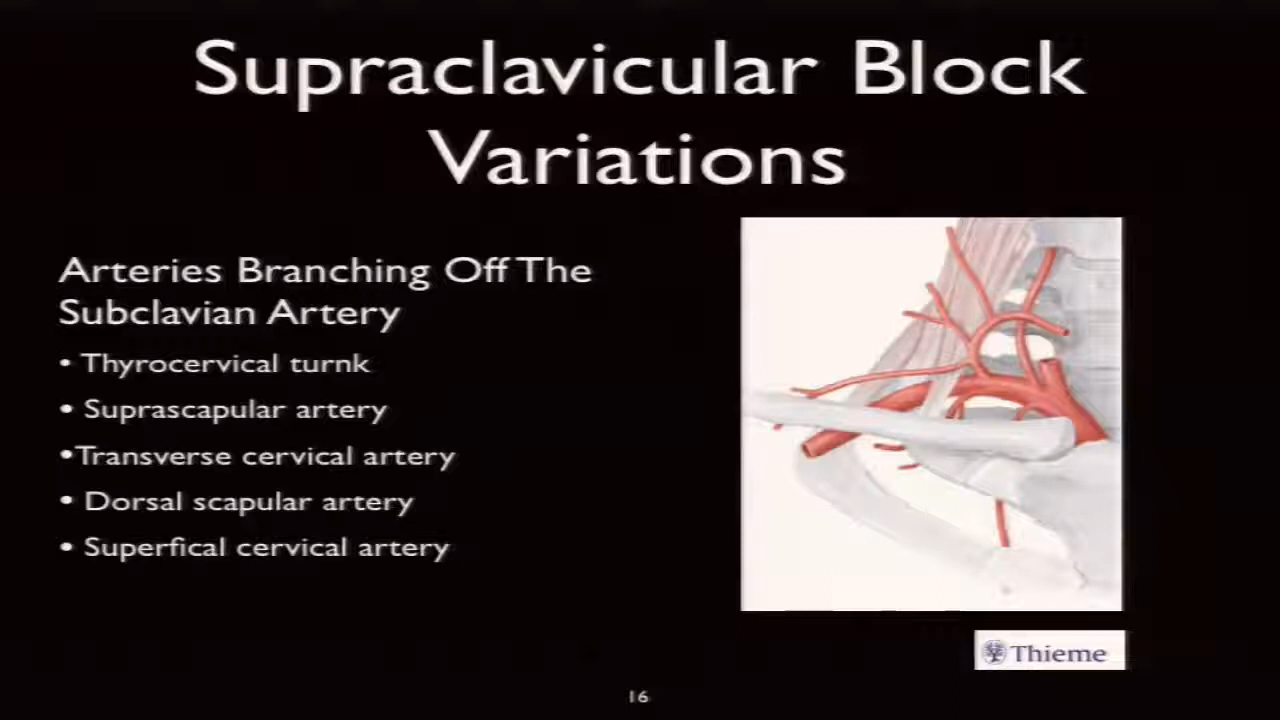 Supraclavicular Block
Variations
Arteries Branching Off The
Subclavian Artery
• Thyrocervical turnk
• Suprascapular artery
•Transverse cervical artery
• Dorsal scapular artery
• Superfical cervical artery
Thieme
16